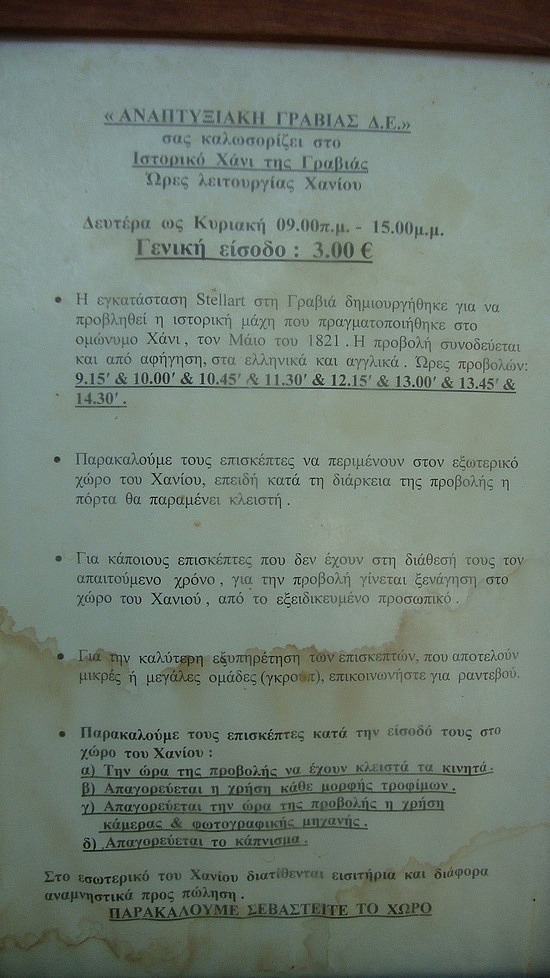 « ΑΝΑΠΤΥΞΙΑΚΗ ΓΡΑΒΙΑΣ Δ.Ε.»
σας καλωσορίζει στο
Ιστορικό Χάνι της Γραβιάς
Ώρες λειτουργίας Χανίου
Δευτέρα ως Κυριακή 09.00π.μ. - 15.00μ.μ.
Γενική είσοδο : 3.00 €
• Η εγκατάσταση Stellart στη Γραβιά δημιουργήθηκε για να
προβληθεί η ιστορική μάχη που πραγματοποιήθηκε στο
ομώνυμο Χάνι , τον Μάιο του 1821 . Η προβολή συνοδεύεται
και από αφήγηση, στα ελληνικά και αγγλικά . Ώρες προβολών:
9.15′ & 10.00′ & 10.45′ & 11.30′ & 12.15′ & 13.00′ & 13.45′ &
14.30′ .
• Παρακαλούμε τους επισκέπτες να περιμένουν στον εξωτερικό
χώρο του Χανίου, επειδή κατά τη διάρκεια της προβολής η
πόρτα θα παραμένει κλειστή .
• Για κάποιους επισκέπτες που δεν έχουν στη διάθεσή τους τον
απαιτούμενο χρόνο , για την προβολή γίνεται ξενάγηση στο
χώρο του Χανιού , από το εξειδικευμένο προσωπικό .
• Για την καλύτερη εξυπηρέτηση των επισκεπτών, που αποτελούν
μικρές ή μεγάλες ομάδες (γκρουπ), επικοινωνήστε για ραντεβού.
• Παρακαλούμε τους επισκέπτες κατά την είσοδό τους στο
χώρο του Χανίου :
α) Την ώρα της προβολής να έχουν κλειστά τα κινητά.
β) Απαγορεύεται η χρήση κάθε μορφής τροφίμων .
γ) Απαγορεύεται την ώρα της προβολής η χρήση
κάμερας & φωτογραφικής μηχανής .
δ) Απαγορεύεται το κάπνισμα .
Στο εσωτερικό του Χανίου διατίθενται εισιτήρια και διάφορα
αναμνηστικά προς πώληση .
ΠΑΡΑΚΑΛΟΥΜΕ ΣΕΒΑΣΤΕΙΤΕ ΤΟ ΧΩΡΟ